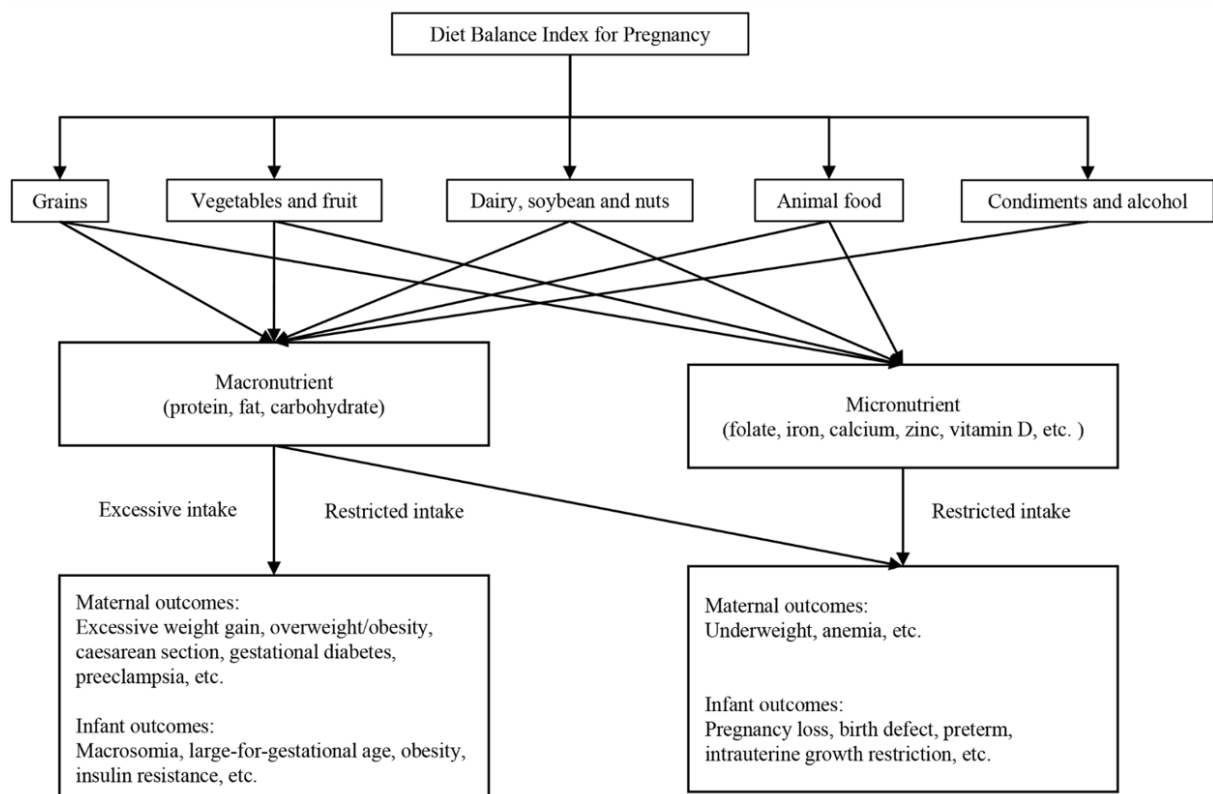 Diet Balance Index for Pregnancy
Grains
Vegetables and fruit
Dairy, soybean and nuts
Animal food
Condiments and alcohol
Macronutrient
(protein, fat, carbohydrate)
Micronutrient
(folate, iron, calcium, zinc, vitamin D, etc. )
Excessive intake
Restricted intake
Restricted intake
Maternal outcomes:
Excessive weight gain, overweight/obesity,
caesarean section, gestational diabetes,
preeclampsia, etc.
Infant outcomes:
Macrosomia, large-for-gestational age, obesity,
insulin resistance, etc.
Maternal outcomes:
Underweight, anemia, etc.
Infant outcomes:
Pregnancy loss, birth defect, preterm,
intrauterine growth restriction, etc.